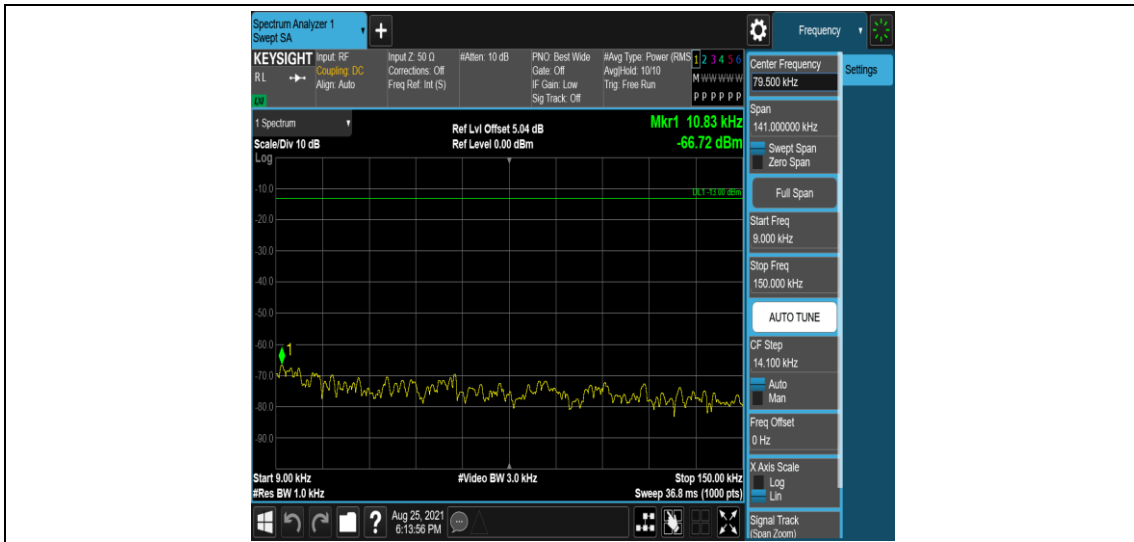 Spectrum Analyzer 1
Swept SA
+
Frequency
KEYSIGHT
RL
Input: RF
Coupling: DC
Align: Auto
Input Z: 50 Ω
Corrections: Off
Freq Ref: Int (S)
#Atten: 10 dB
PNO: Best Wide
Gate: Off
IF Gain: Low
Sig Track: Off
#Avg Type: Power (RMS
Avg|Hold: 10/10
Trig: Free Run
1 2 3 4 5 6
M W W W W W
P P P P P P
1 Spectrum
Scale/Div 10 dB
Ref Lvl Offset 5.04 dB
Ref Level 0.00 dBm
Mkr1 10.83 kHz
-66.72 dBm
Log
DL1 -13.00 dBm
-10.0
-20.0
-30.0
-40.0
-50.0
-60.0
1
-70.0
-80.0
-90.0
Start 9.00 kHz
#Res BW 1.0 kHz
#Video BW 3.0 kHz
Stop 150.00 kHz
Sweep 36.8 ms (1000 pts)
?
Aug 25, 2021
6:13:56 PM
Center Frequency
79.500 kHz
Settings
Span
141.000000 kHz
Swept Span
Zero Span
Full Span
Start Freq
9.000 kHz
Stop Freq
150.000 kHz
AUTO TUNE
CF Step
14.100 kHz
Auto
Man
Freq Offset
0 Hz
X Axis Scale
Log
Lin
Signal Track
(Span Zoom)